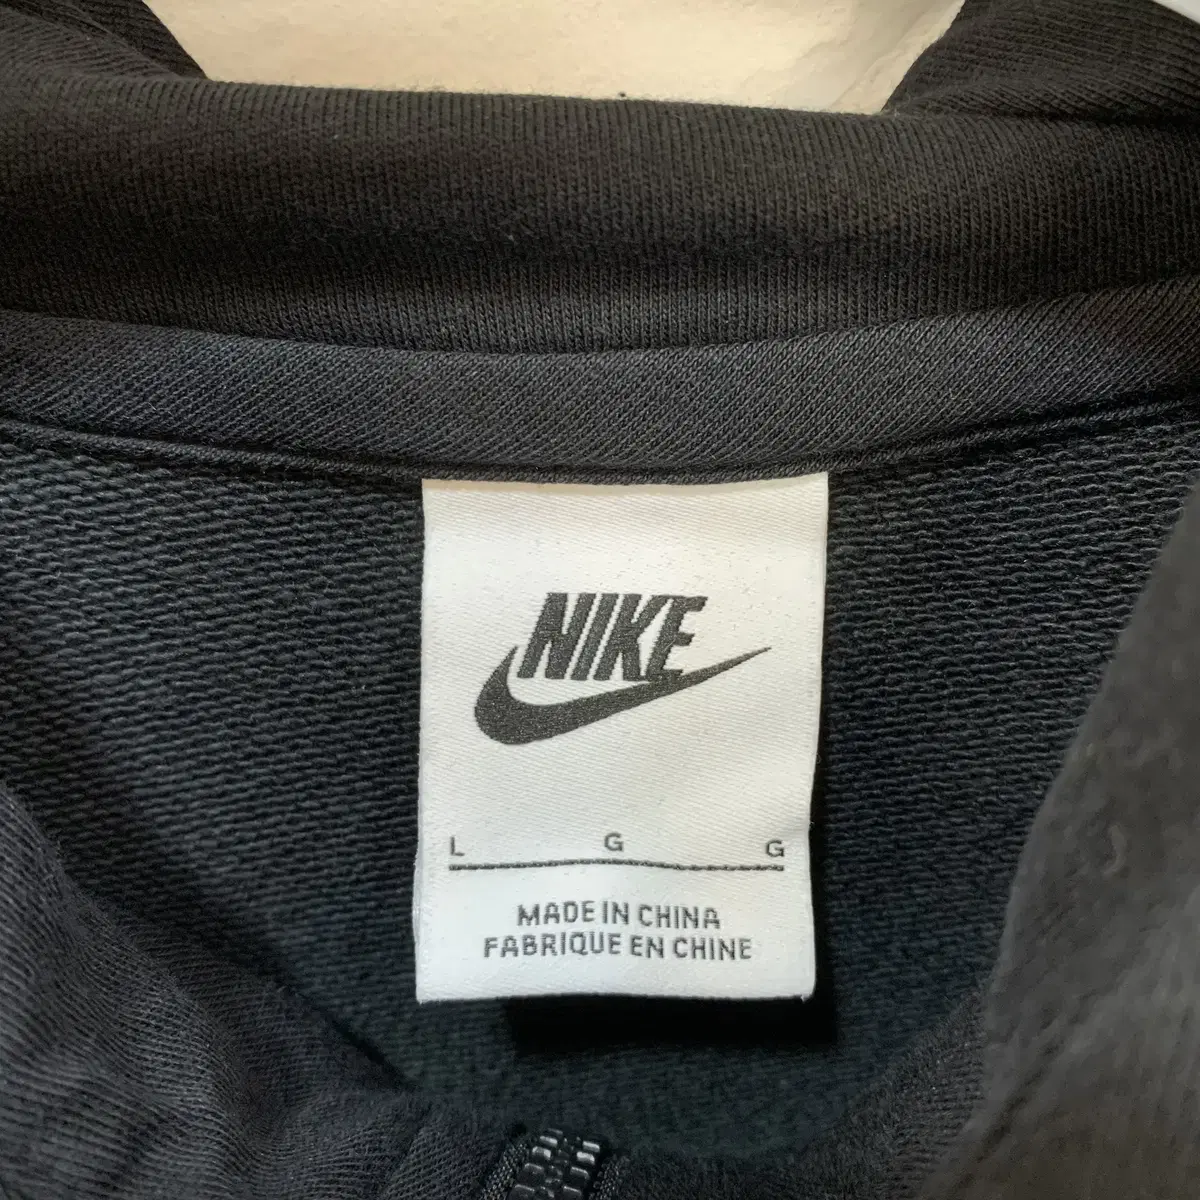 NIKE
L G G
MADE IN CHINA
FABRIQUE EN CHINE